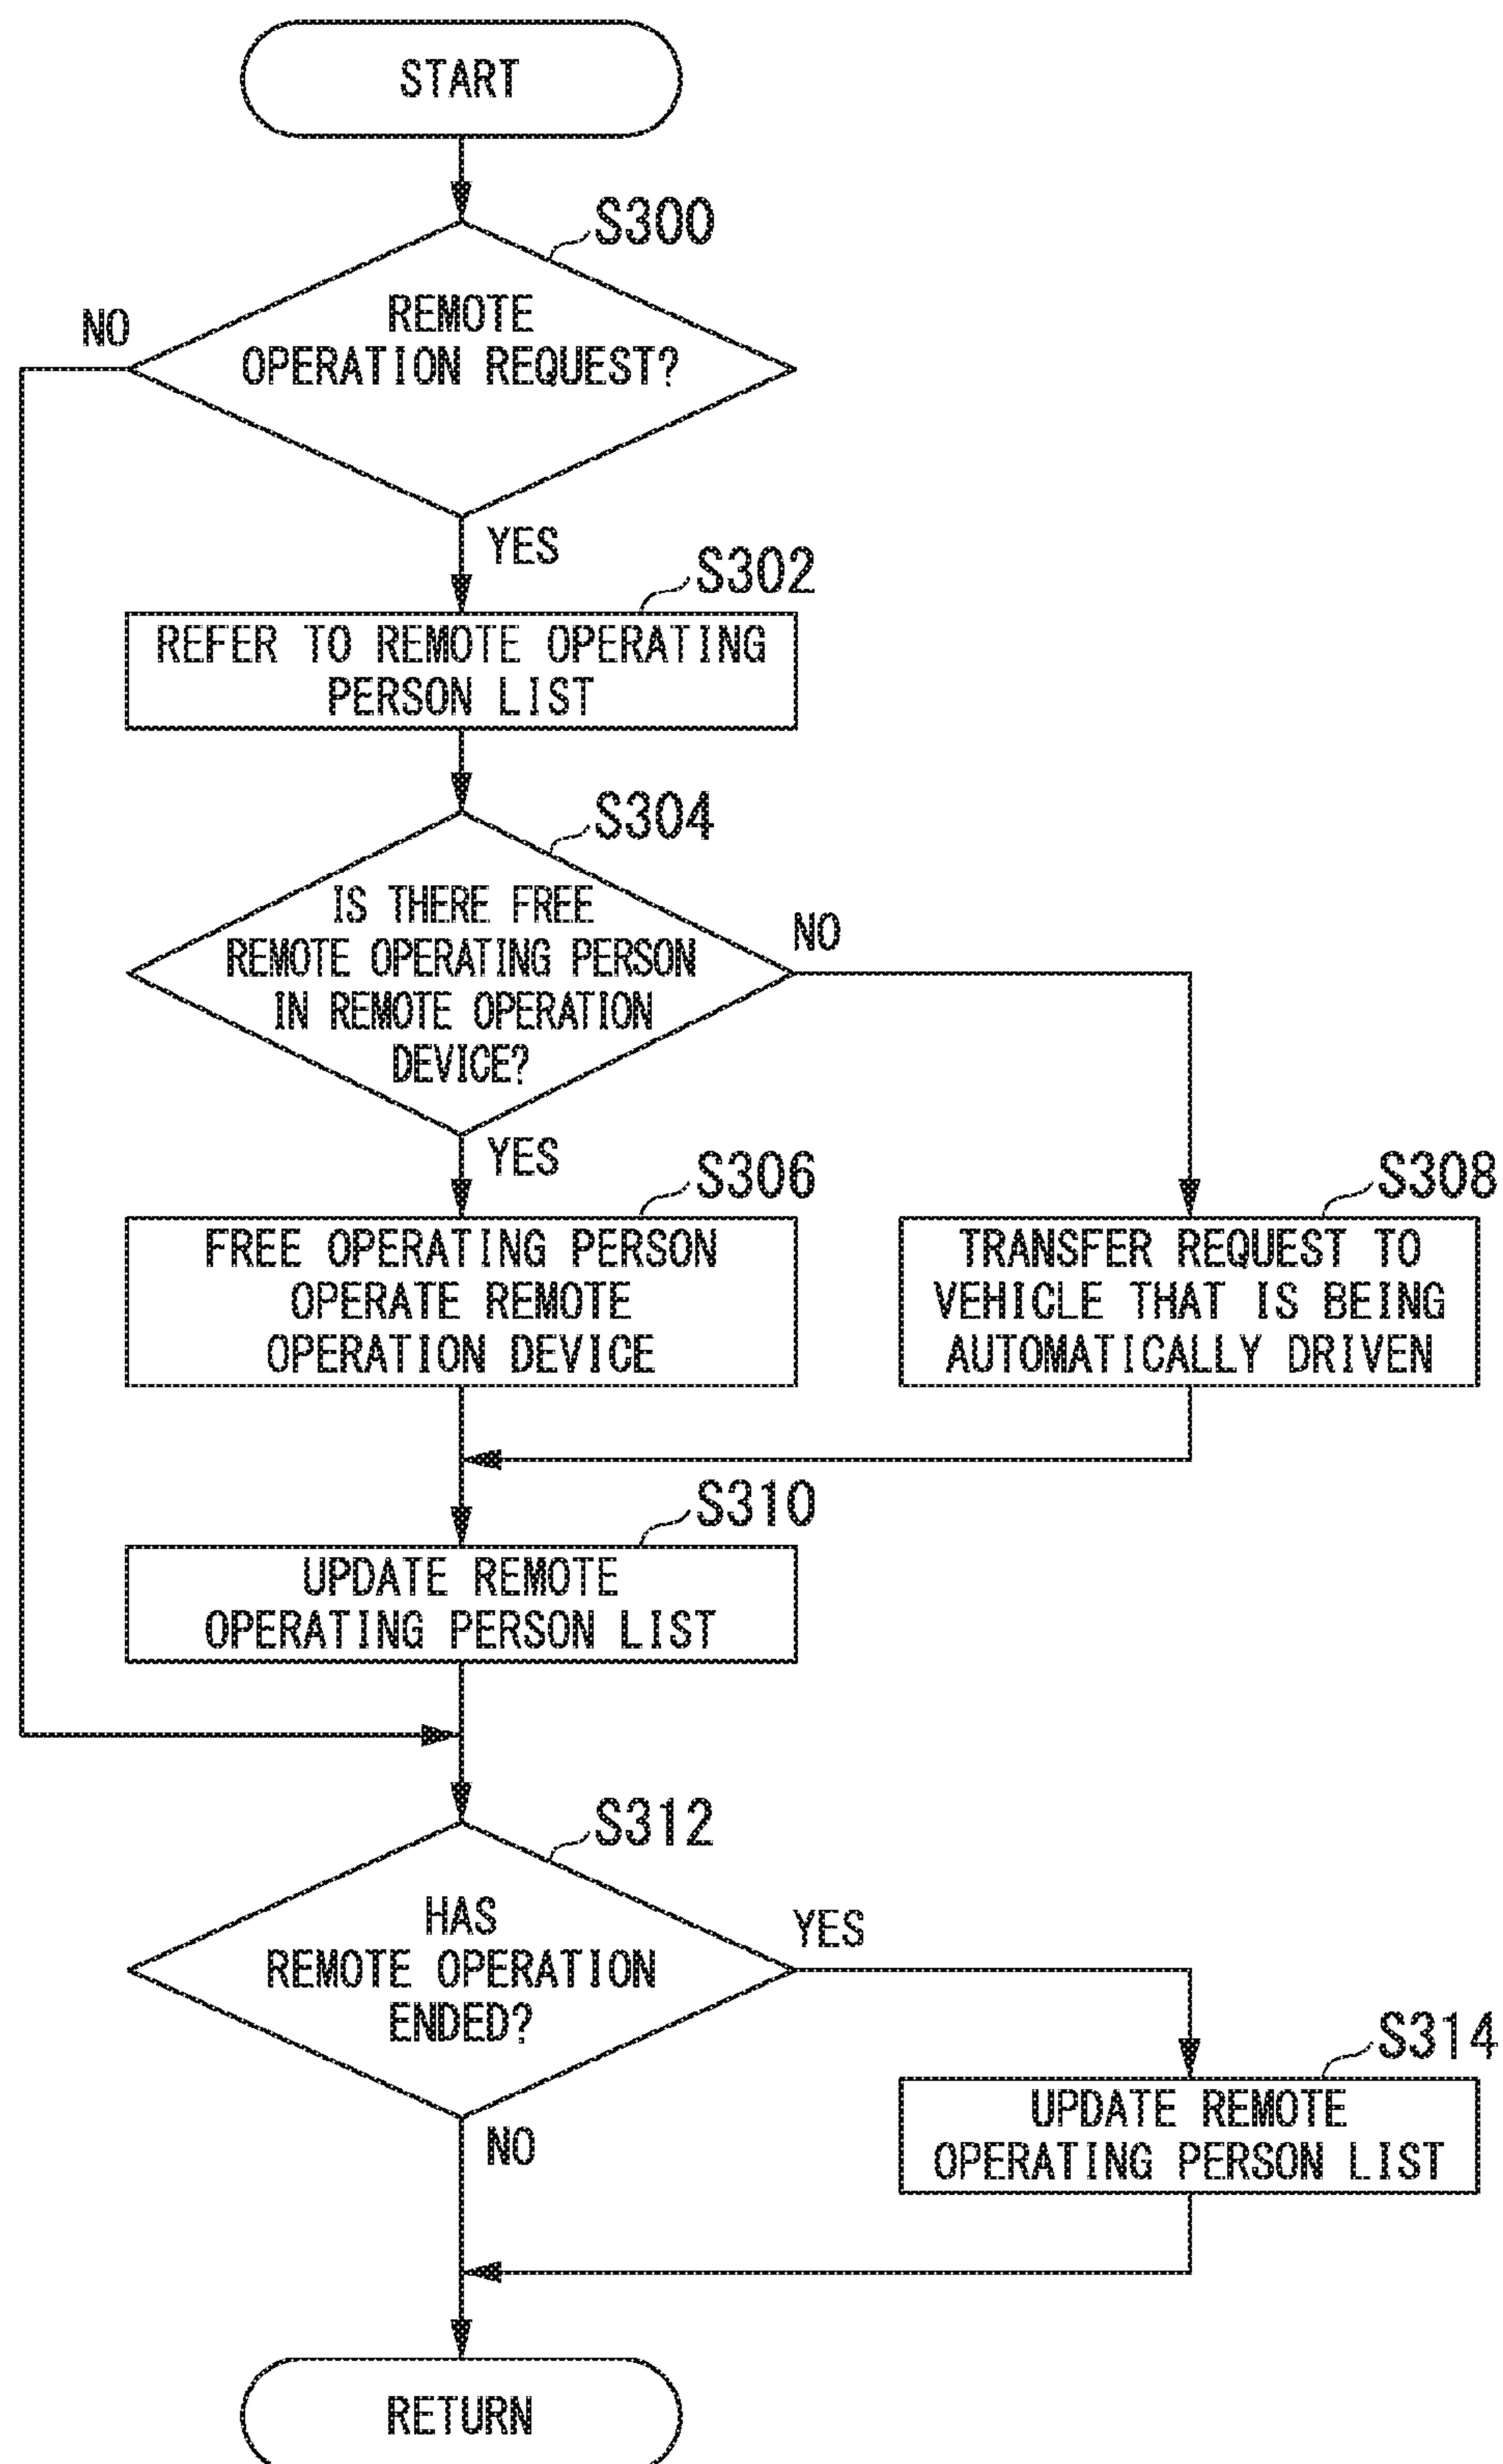 START
S300
REMOTE
OPERATION REQUEST?
NO
YES
S302
REFER TO REMOTE OPERATING
PERSON LIST
S304
IS THERE FREE
REMOTE OPERATING PERSON
IN REMOTE OPERATION
DEVICE?
NO
YES
S306
FREE OPERATING PERSON
OPERATE REMOTE
OPERATION DEVICE
S308
TRANSFER REQUEST TO
VEHICLE THAT IS BEING
AUTOMATICALLY DRIVEN
S310
UPDATE REMOTE
OPERATING PERSON LIST
S312
HAS
REMOTE OPERATION
ENDED?
YES
NO
S314
UPDATE REMOTE
OPERATING PERSON LIST
RETURN